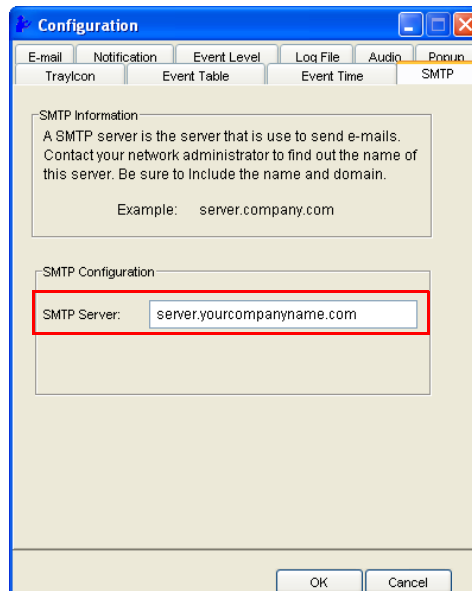 Configuration
E-mail Notification Event Level Log File Audio Popup
TrayIcon Event Table Event Time SMTP
SMTP Information
A SMTP server is the server that is use to send e-mails.
Contact your network administrator to find out the name of
this server. Be sure to Include the name and domain.
Example: server.company.com
SMTP Configuration
SMTP Server: server.yourcompanyname.com
OK Cancel